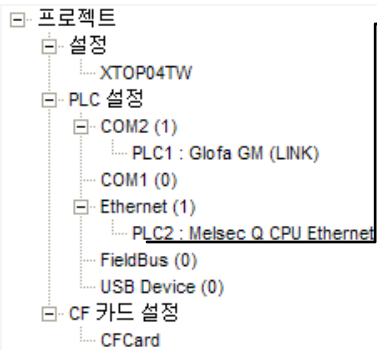 프로젝트
설정
XTOP04TW
PLC 설정
COM2 (1)
PLC1 : Glofa GM (LINK)
COM1 (0)
Ethernet (1)
PLC2 : Melsec Q CPU Ethernet
FieldBus (0)
USB Device (0)
CF 카드 설정
CFCard